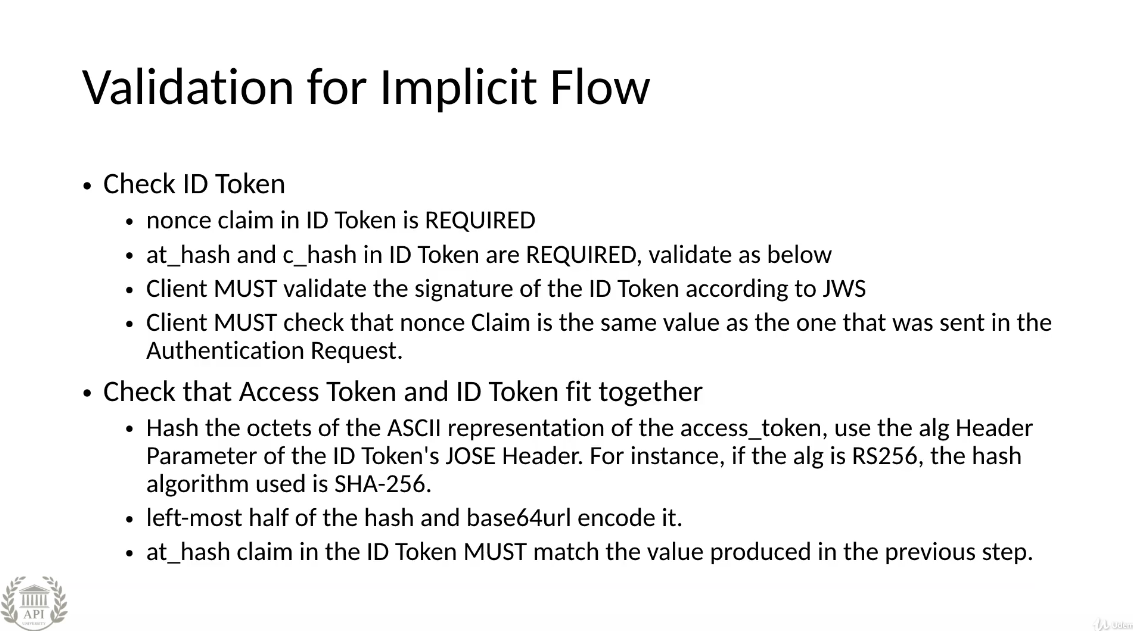 Validation for Implicit Flow
• Check ID Token
• nonce claim in ID Token is REQUIRED
• at_hash and c_hash in ID Token are REQUIRED, validate as below
• Client MUST validate the signature of the ID Token according to JWS
• Client MUST check that nonce Claim is the same value as the one that was sent in the
Authentication Request.
• Check that Access Token and ID Token fit together
• Hash the octets of the ASCII representation of the access_token, use the alg Header
Parameter of the ID Token's JOSE Header. For instance, if the alg is RS256, the hash
algorithm used is SHA-256.
• left-most half of the hash and base64url encode it.
• at_hash claim in the ID Token MUST match the value produced in the previous step.
API
UNIVERSITY